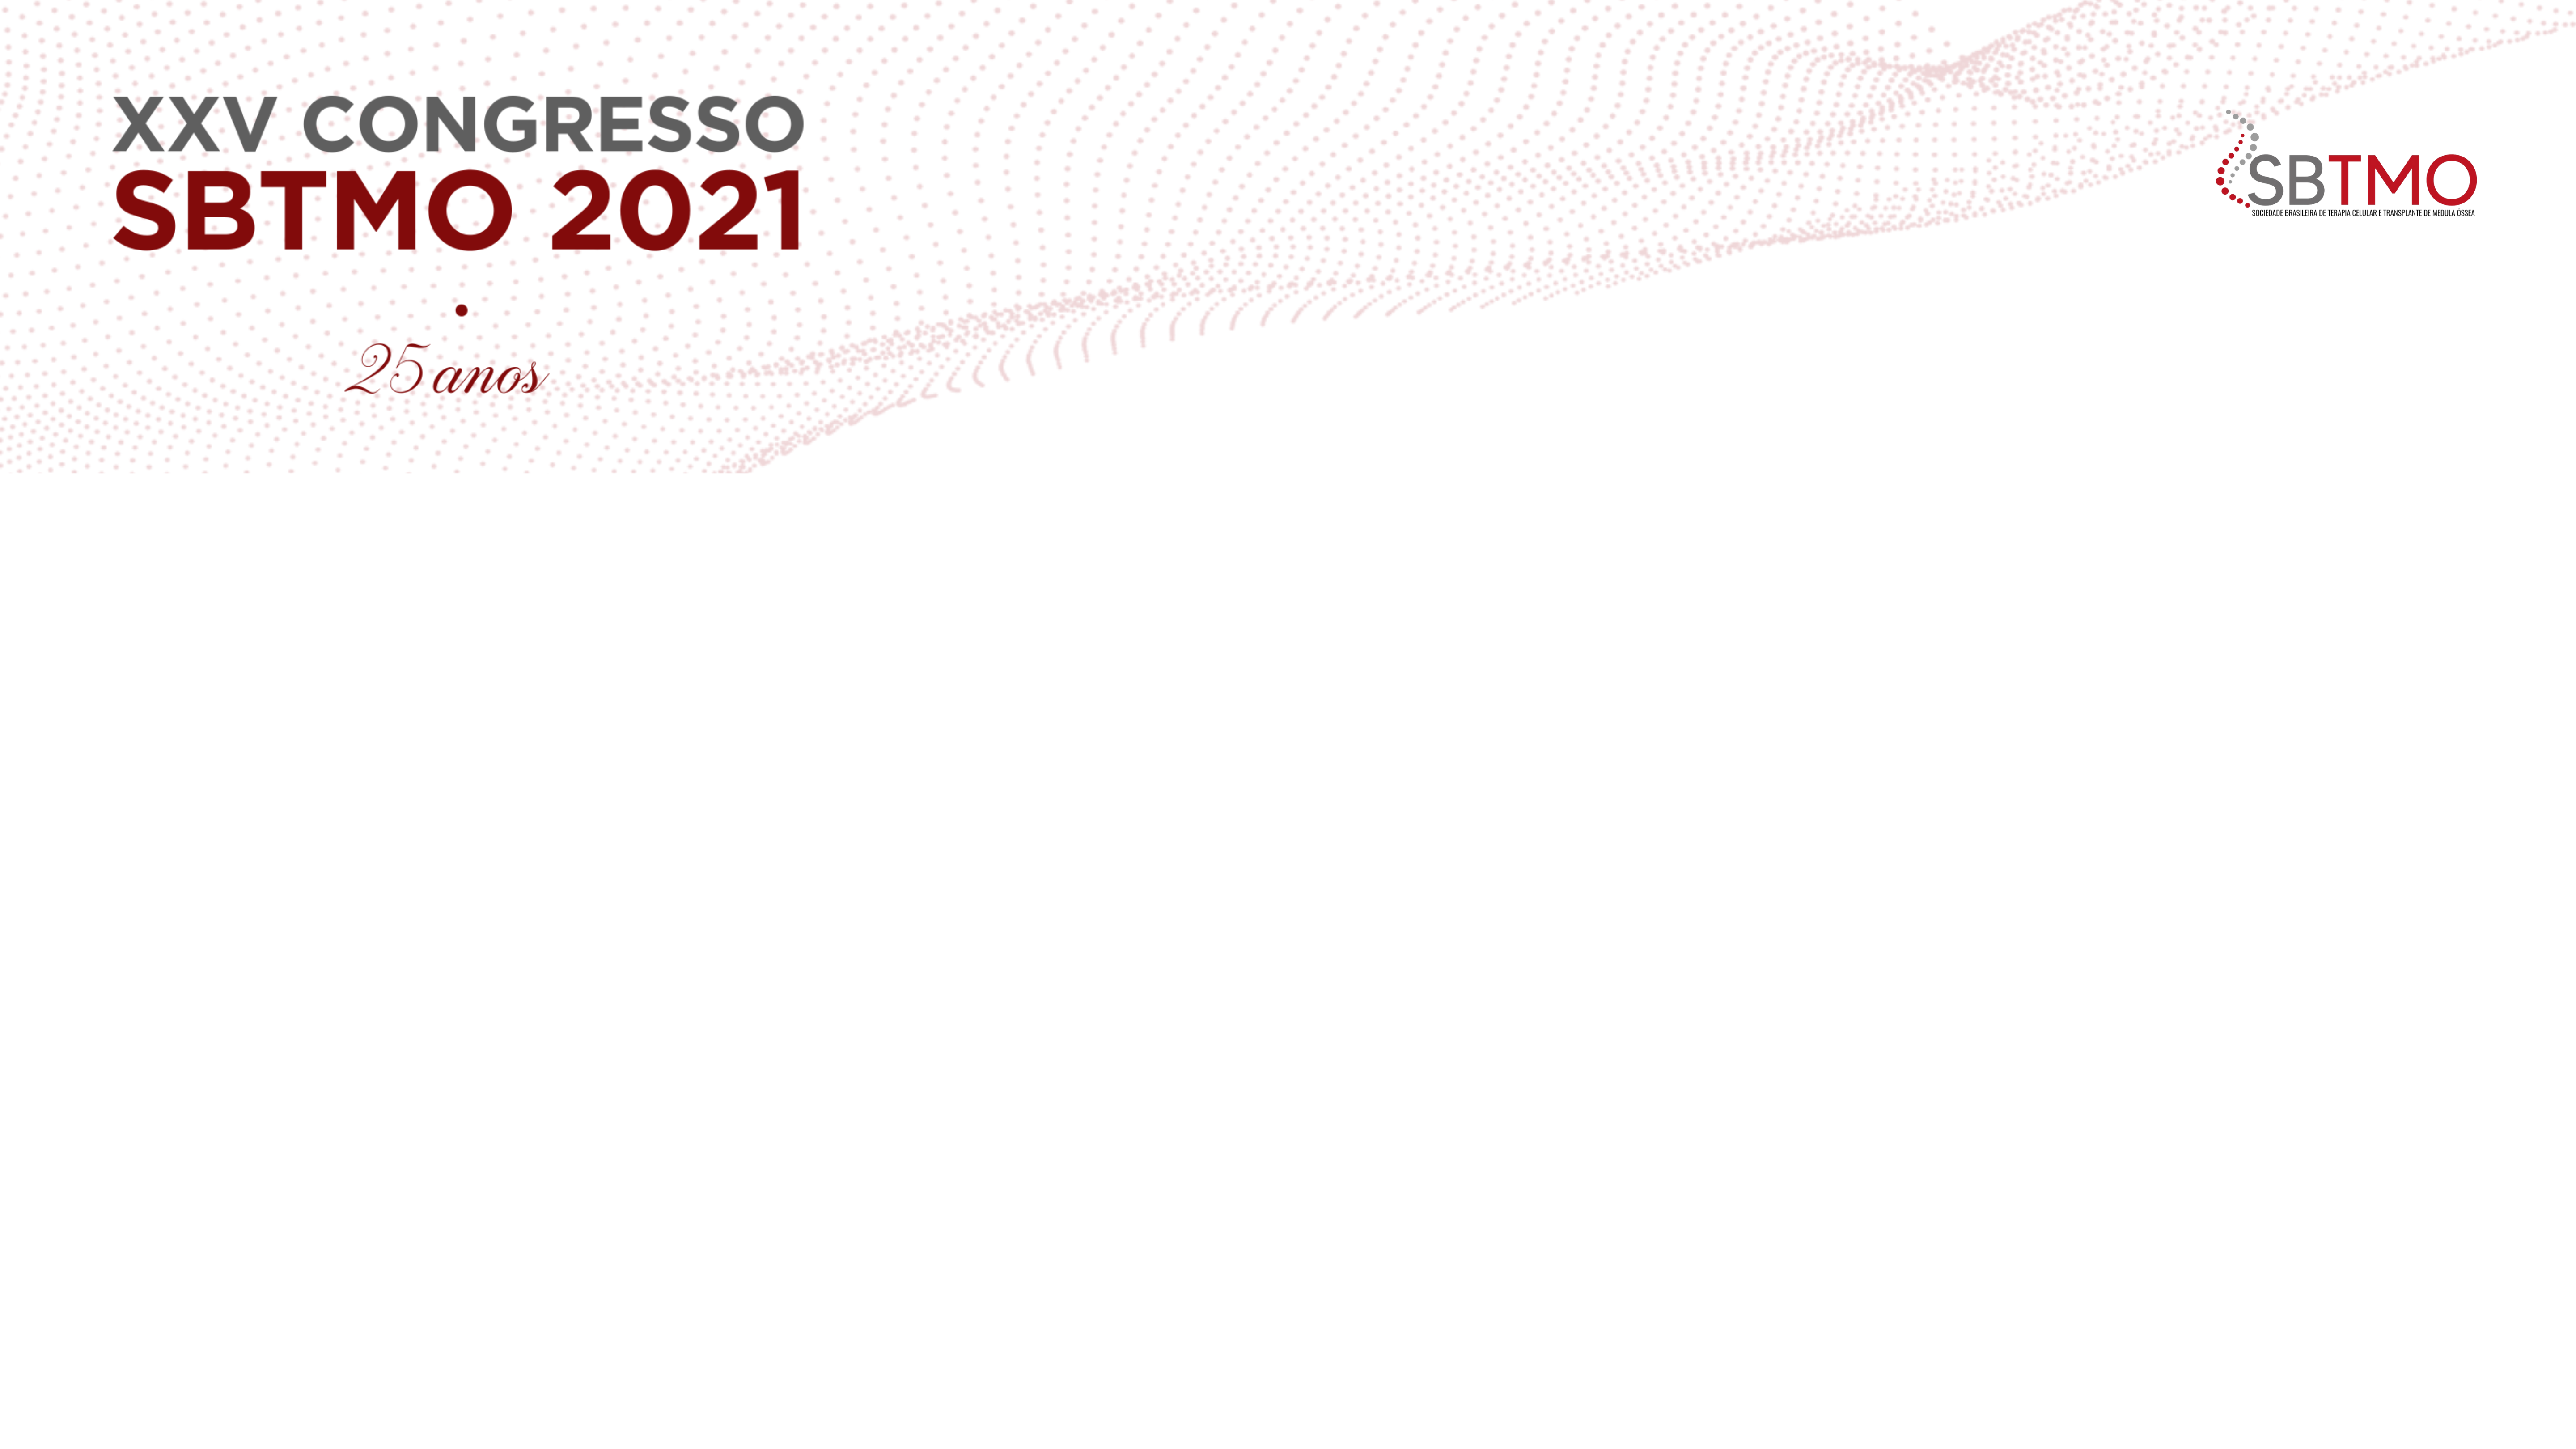 XXV CONGRESSO
SBTMO 2021
25 anos
SBTMO
SOCIEDADE BRASILEIRA DE TERAPIA CELULAR E TRANSPLANTE DE MEDULA ÓSSEA